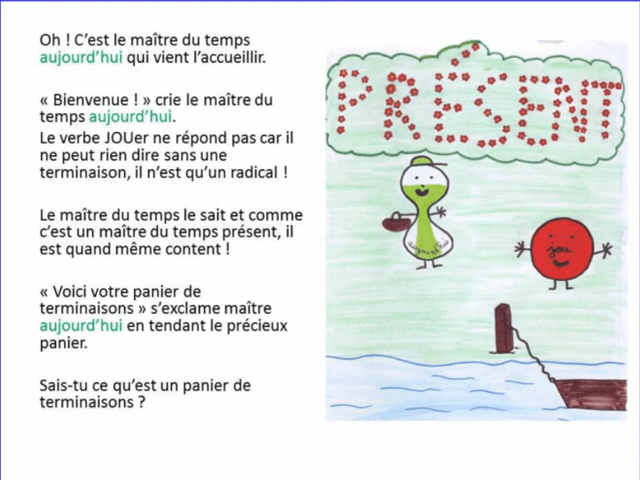 Oh ! C’est le maître du temps
aujourd’hui qui vient l’accueillir.
« Bienvenue ! » crie le maître du
temps aujourd’hui.
Le verbe JOUer ne répond pas car il
ne peut rien dire sans une
terminaison, il n’est qu’un radical !
Le maître du temps le sait et comme
c’est un maître du temps présent, il
est quand même content !
« Voici votre panier de
terminaisons » s’exclame maître
aujourd’hui en tendant le précieux
panier.
Sais-tu ce qu’est un panier de
terminaisons ?
PRÉSENT
aujourd'hui
jou